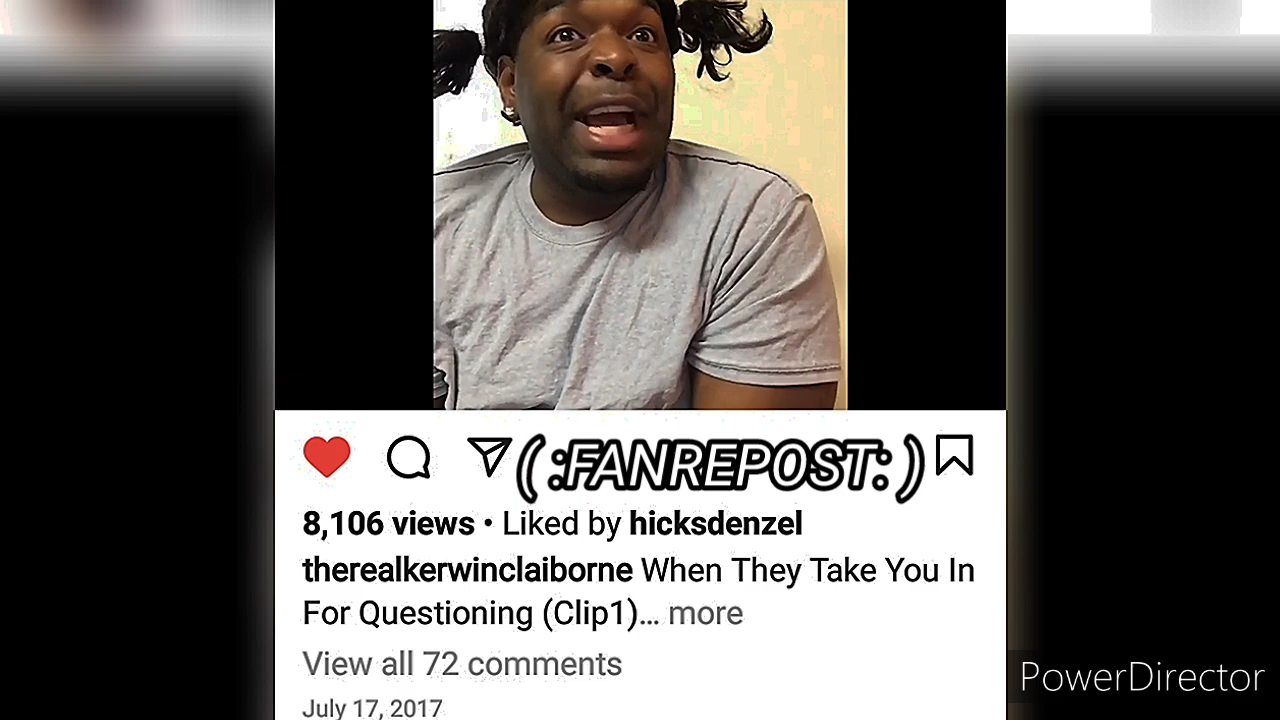 ( :FANREPOST: )
8,106 views • Liked by hicksdenzel
therealkerwinclaiborne When They Take You In
For Questioning (Clip1)... more
View all 72 comments
July 17, 2017
PowerDirector